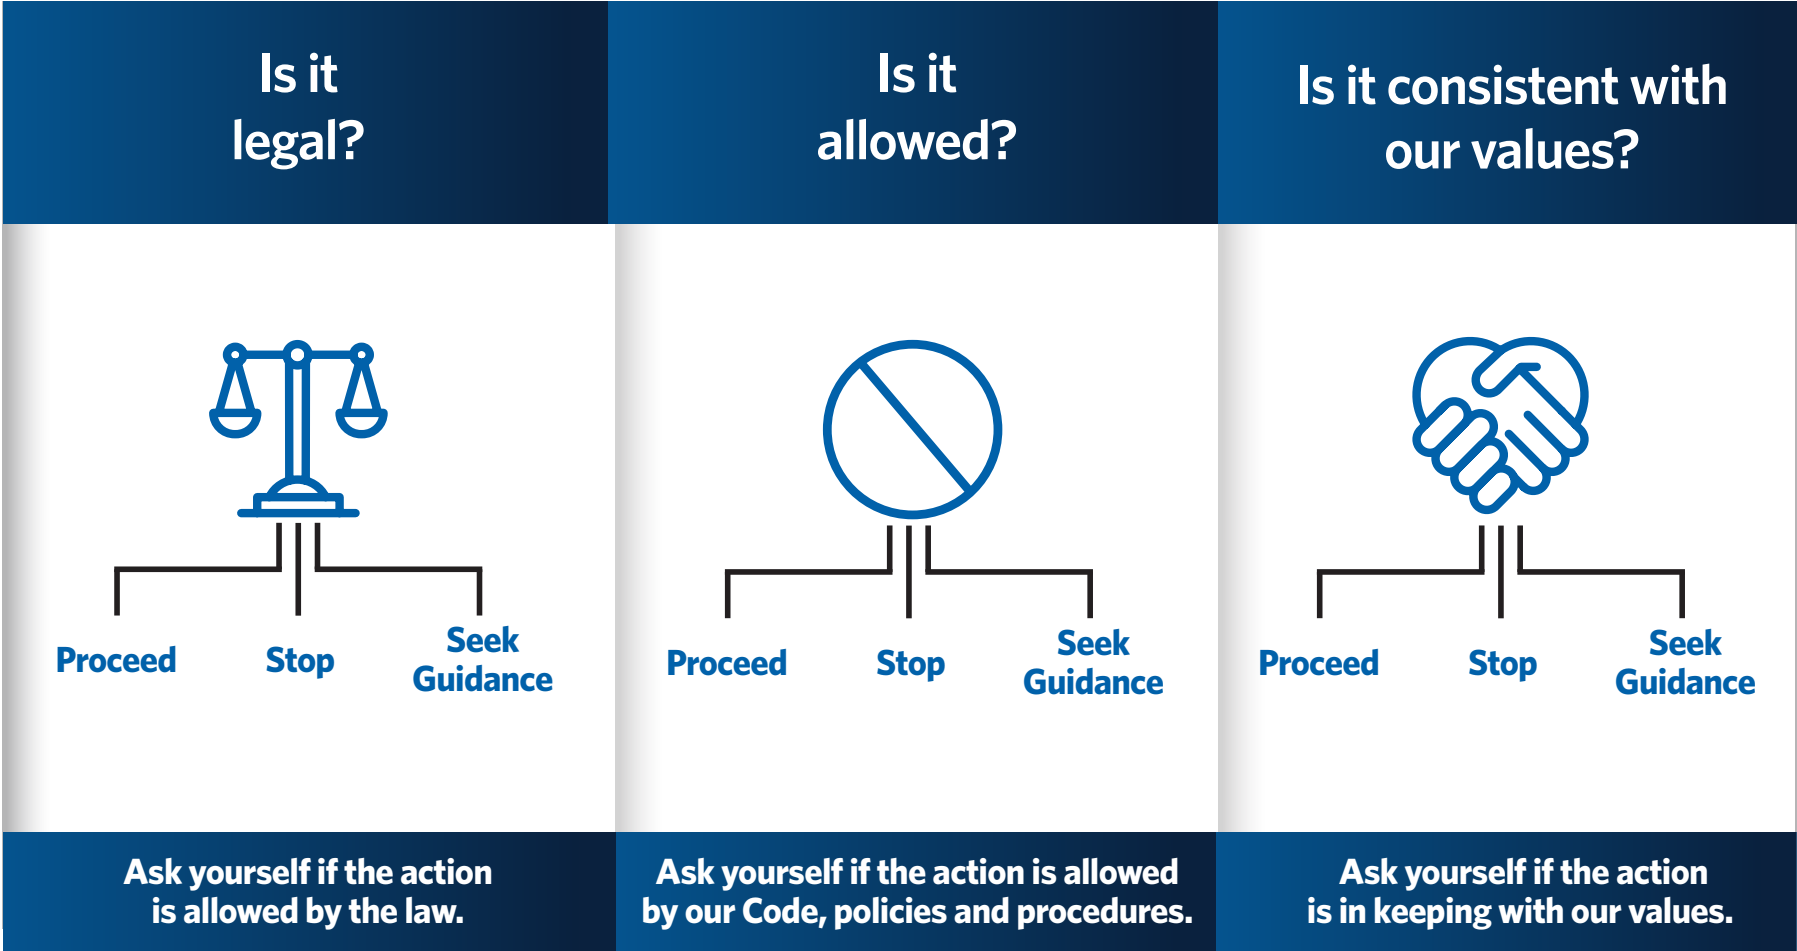 Is it
legal?
Proceed
Stop
Seek
Guidance
Ask yourself if the action
is allowed by the law.
Is it
allowed?
Proceed
Stop
Seek
Guidance
Ask yourself if the action is allowed
by our Code, policies and procedures.
Is it consistent with
our values?
Proceed
Stop
Seek
Guidance
Ask yourself if the action
is in keeping with our values.